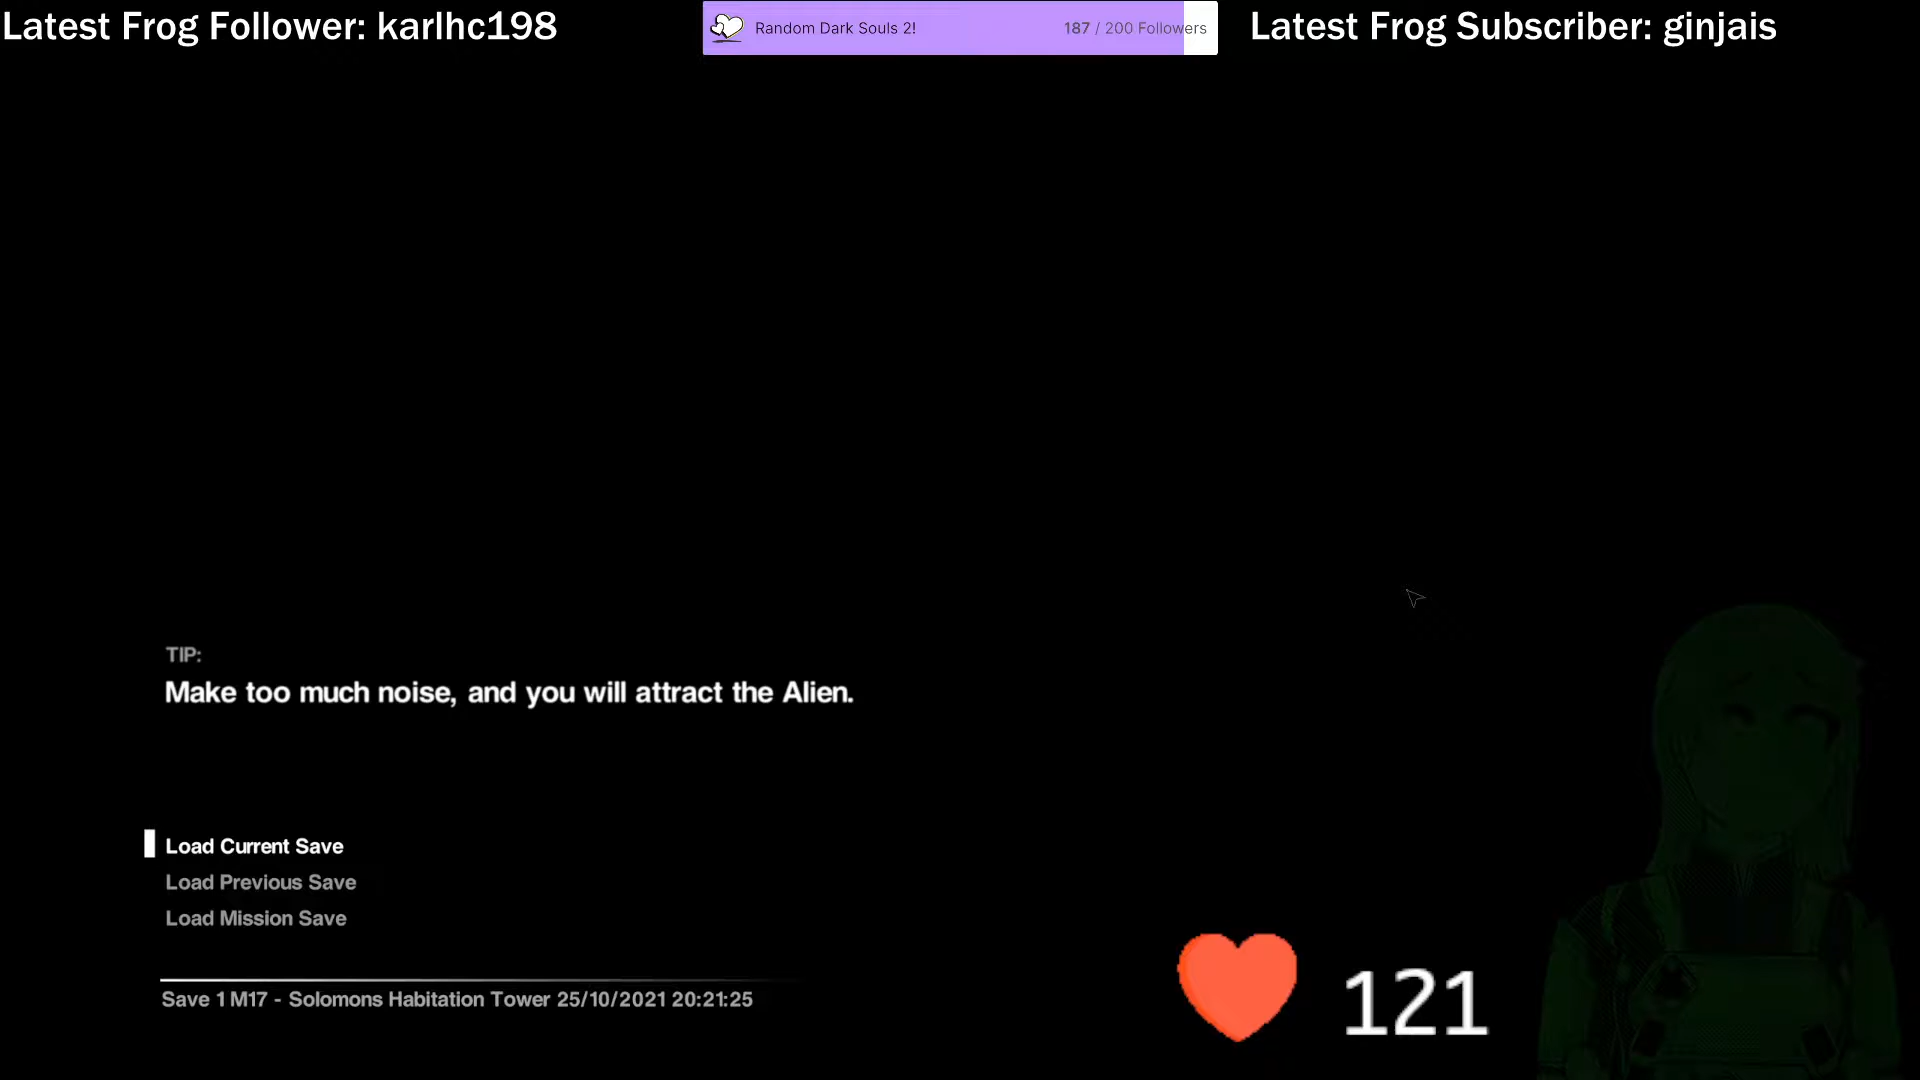 Latest Frog Follower: karlhc198
Random Dark Souls 2! 187 / 200 Followers
Latest Frog Subscriber: ginjais
TIP:
Make too much noise, and you will attract the Alien.
Load Current Save
Load Previous Save
Load Mission Save
Save 1 M17 - Solomons Habitation Tower 25/10/2021 20:21:25
121